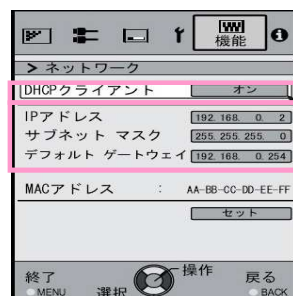 機能
> ネットワーク
DHCPクライアント オン
IPアドレス 192. 168. 0. 2
サブネット マスク 255. 255. 255. 0
デフォルト ゲートウェイ 192. 168. 0. 254
MACアドレス : AA-BB-CC-DD-EE-FF
セット
終了 選択 操作 戻る
MENU BACK